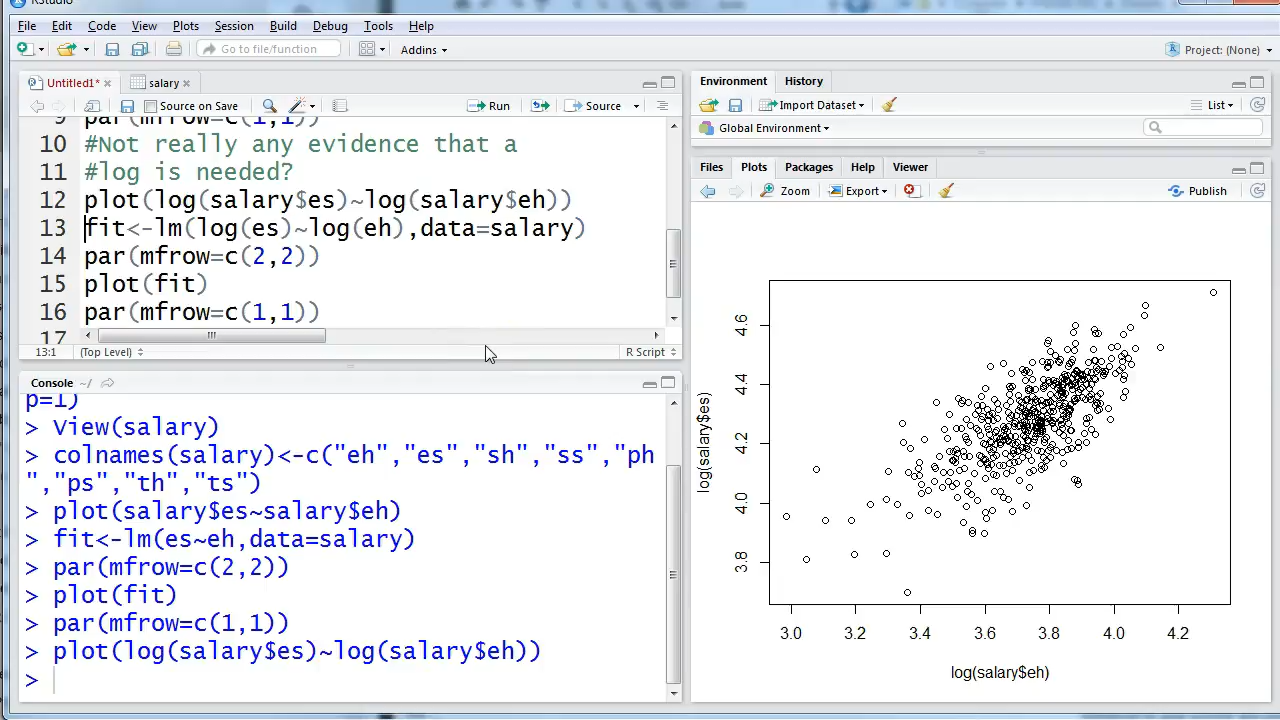 RStudio
File Edit Code View Plots Session Build Debug Tools Help
Go to file/function Addins Project: (None)
Untitled1* salary
Source on Save Run Source
9 par(mfrow=c(1,1))
10 #Not really any evidence that a
11 #log is needed?
12 plot(log(salary$es)~log(salary$eh))
13 fit<-lm(log(es)~log(eh),data=salary)
14 par(mfrow=c(2,2))
15 plot(fit)
16 par(mfrow=c(1,1))
17
13:1 (Top Level) R Script
Console ~/
p=1)
> View(salary)
> colnames(salary)<-c("eh","es","sh","ss","ph
","ps","th","ts")
> plot(salary$es~salary$eh)
> fit<-lm(es~eh,data=salary)
> par(mfrow=c(2,2))
> plot(fit)
> par(mfrow=c(1,1))
> plot(log(salary$es)~log(salary$eh))
>
Environment History
Import Dataset List
Global Environment
Files Plots Packages Help Viewer
Zoom Export Publish
log(salary$es)
4.6
4.4
4.2
4.0
3.8
3.0 3.2 3.4 3.6 3.8 4.0 4.2
log(salary$eh)